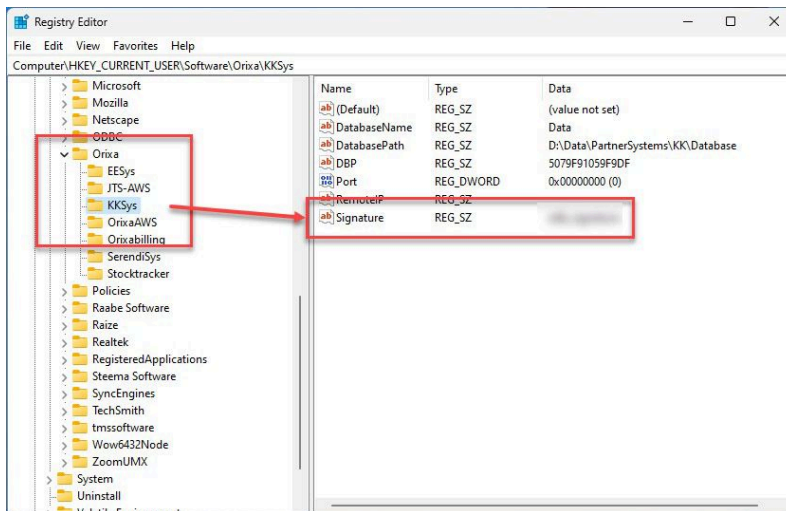 Registry Editor
File Edit View Favorites Help
Computer\HKEY_CURRENT_USER\Software\Orixa\KKSys
Microsoft
Mozilla
Netscape
ODBC
Orixa
EESys
JTS-AWS
KKSys
OrixaAWS
Orixabilling
SerendiSys
Stocktracker
Policies
Raabe Software
Raize
Realtek
RegisteredApplications
Steema Software
SyncEngines
TechSmith
tmssoftware
Wow6432Node
ZoomUMX
System
Uninstall
Name Type Data
(Default) REG_SZ (value not set)
DatabaseName REG_SZ Data
DatabasePath REG_SZ D:\Data\PartnerSystems\KK\Database
DBP REG_SZ 5079F91059F9DF
Port REG_DWORD 0x00000000 (0)
RemoteIP REG_SZ
Signature REG_SZ